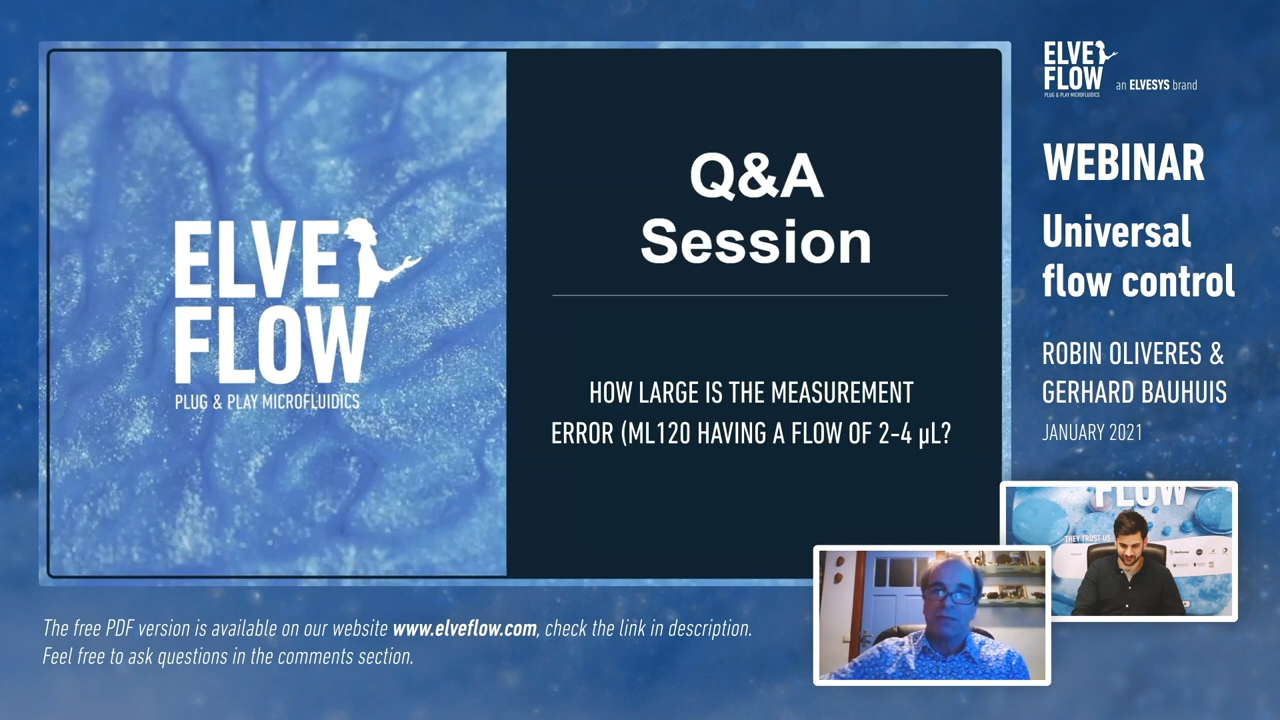 ELVE
FLOW
PLUG & PLAY MICROFLUIDICS
Q&A
Session
HOW LARGE IS THE MEASUREMENT
ERROR (ML120 HAVING A FLOW OF 2-4 µL?
ELVE
FLOW
PLUG & PLAY MICROFLUIDICS
an ELVESYS brand
WEBINAR
Universal
flow control
ROBIN OLIVERES &
GERHARD BAUHUIS
JANUARY 2021
FLOW
THEY TRUST US
The free PDF version is available on our website www.elveflow.com, check the link in description.
Feel free to ask questions in the comments section.